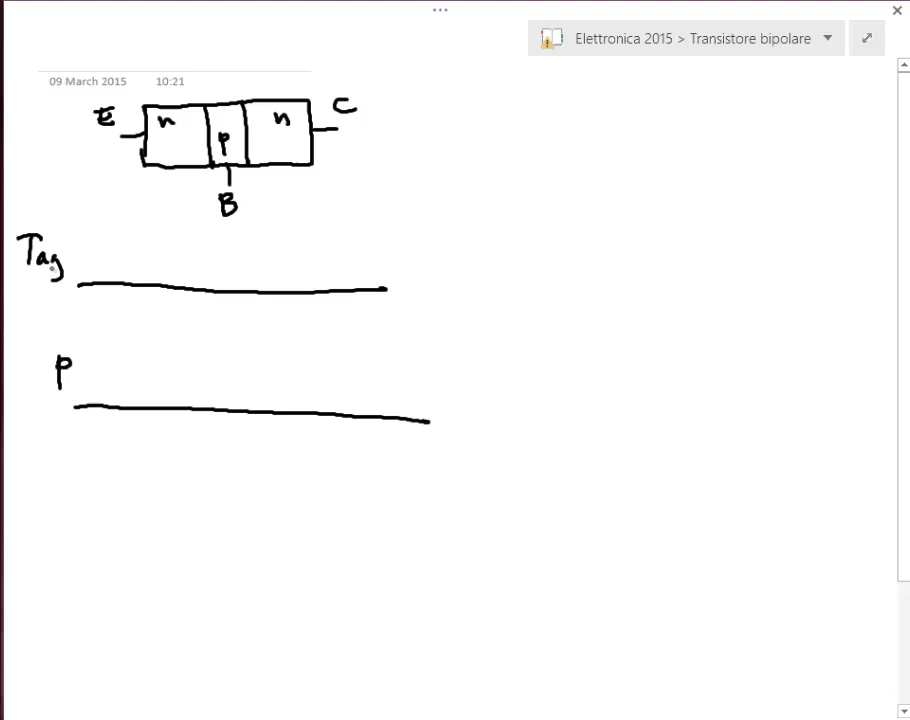 Elettronica 2015 > Transistore bipolare
09 March 2015 10:21
E n p n C
B
Tag
P